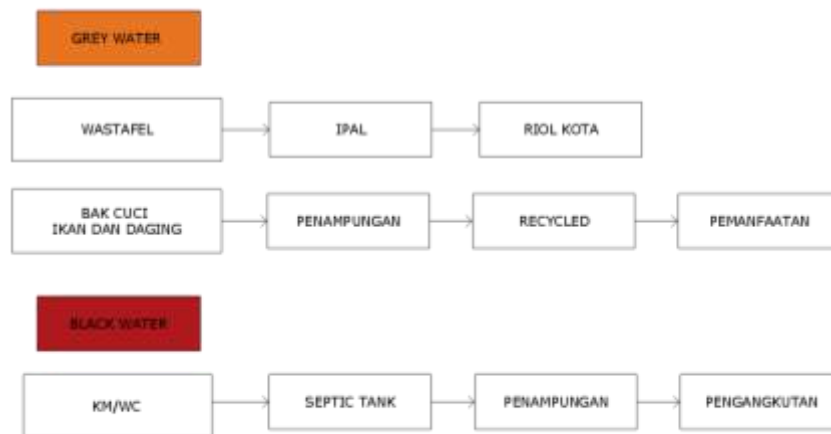 GREY WATER
WASTAFEL
IPAL
RIOL KOTA
BAK CUCI
IKAN DAN DAGING
PENAMPUNGAN
RECYCLED
PEMANFAATAN
BLACK WATER
KM/WC
SEPTIC TANK
PENAMPUNGAN
PENGANGKUTAN